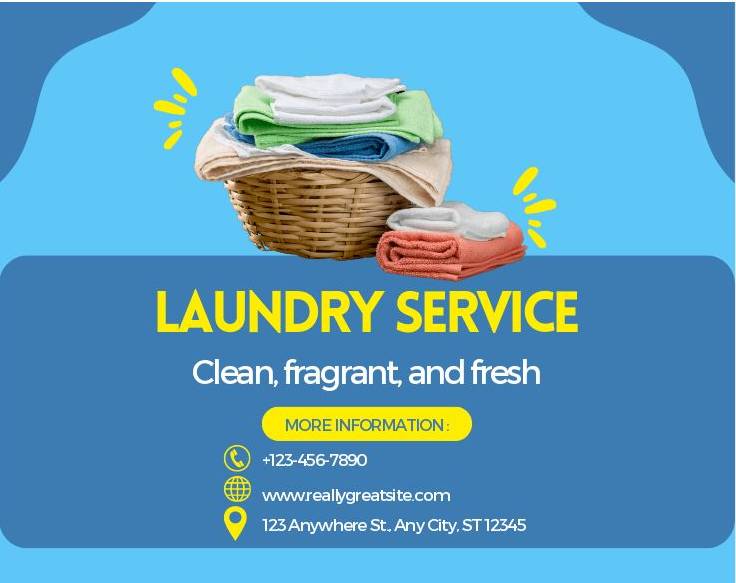 LAUNDRY SERVICE
Clean, fragrant, and fresh
MORE INFORMATION :
+123-456-7890
www.reallygreatsite.com
123 Anywhere St., Any City, ST 12345